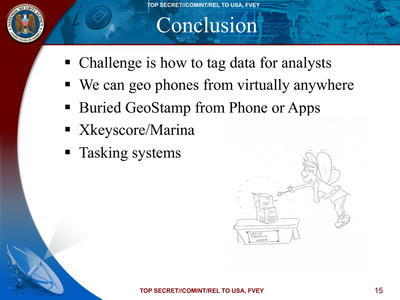 TOP SECRET//COMINT/REL TO USA, FVEY
Conclusion
▪ Challenge is how to tag data for analysts
▪ We can geo phones from virtually anywhere
▪ Buried GeoStamp from Phone or Apps
▪ Xkeyscore/Marina
▪ Tasking systems
TOP SECRET//COMINT/REL TO USA, FVEY
15